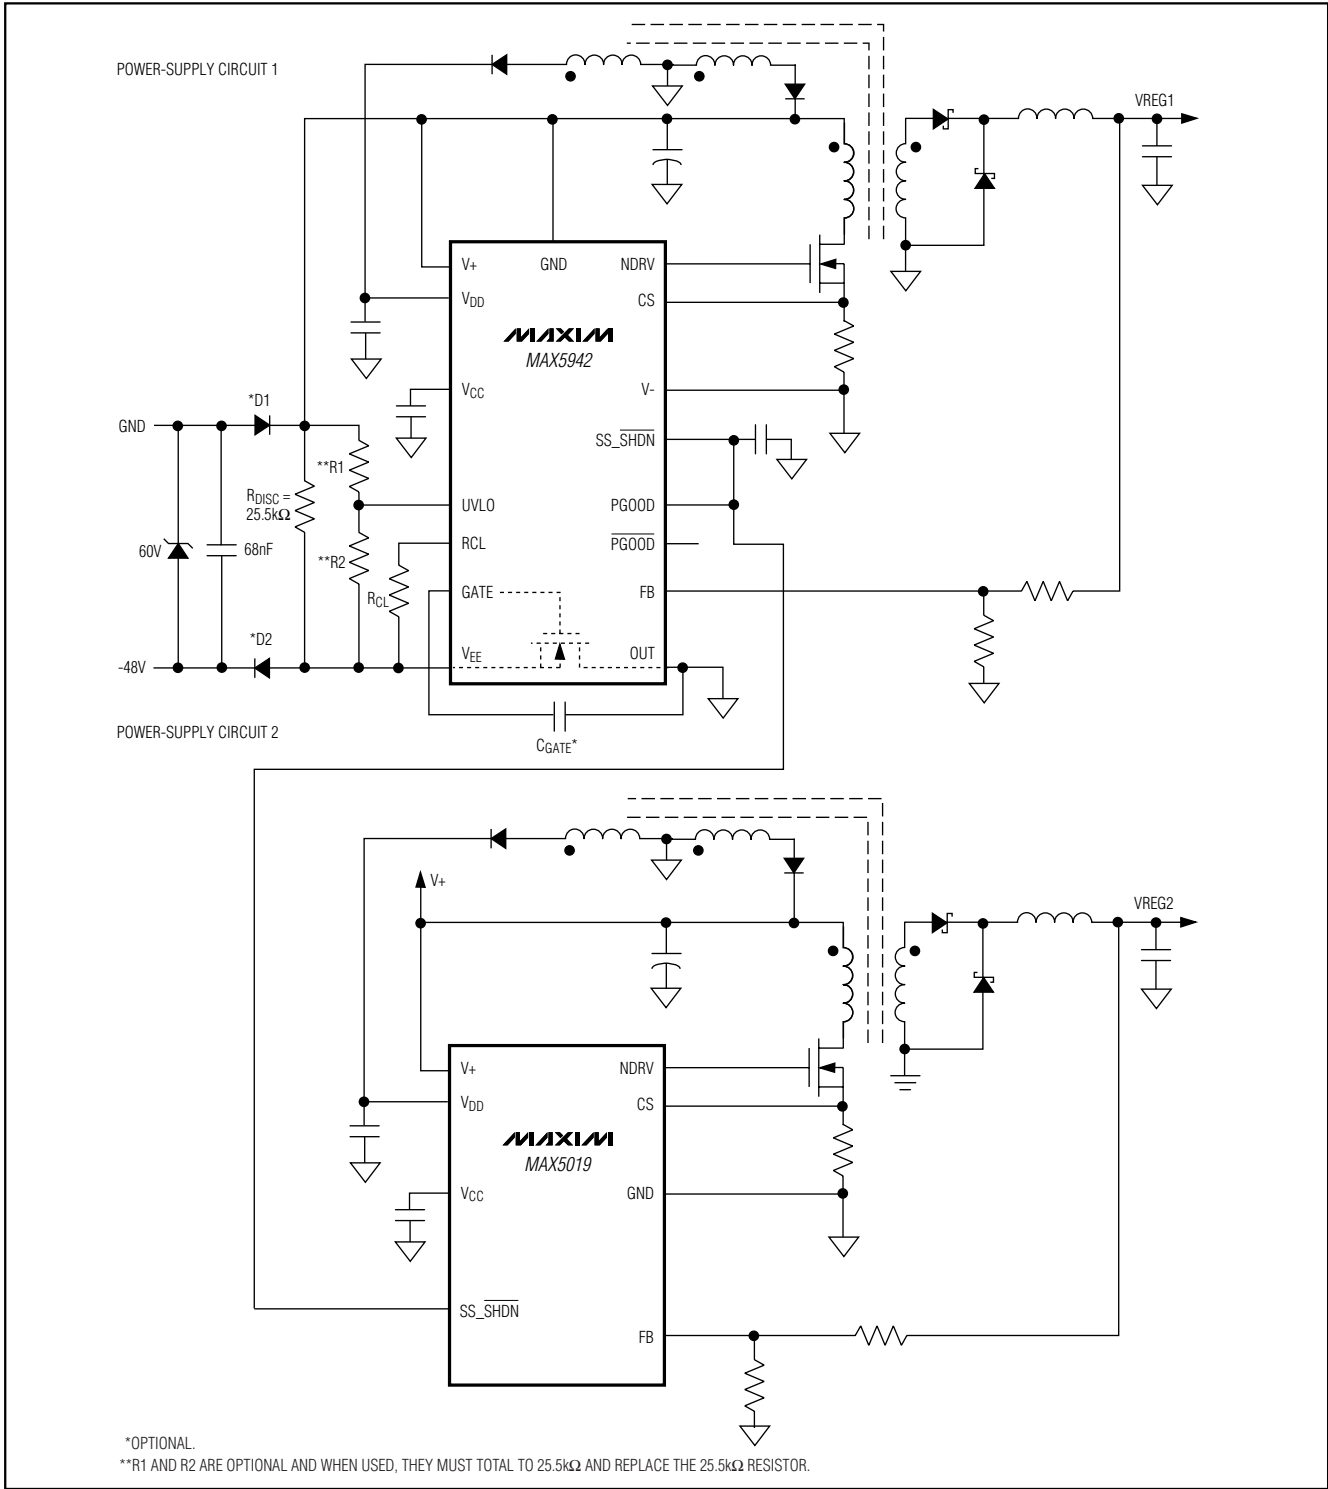 POWER-SUPPLY CIRCUIT 1
VREG1
V+
GND
NDRV
VDD
CS
MAXIM
MAX5942
VCC
V-
*D1
GND
SS_SHDN
**R1
RDISC =
25.5kΩ
UVLO
PGOOD
60V
68nF
**R2
RCL
PGOOD
RCL
GATE
FB
*D2
-48V
VEE
OUT
POWER-SUPPLY CIRCUIT 2
CGATE*
V+
VREG2
V+
NDRV
VDD
CS
MAXIM
MAX5019
VCC
GND
SS_SHDN
FB
*OPTIONAL.
**R1 AND R2 ARE OPTIONAL AND WHEN USED, THEY MUST TOTAL TO 25.5kΩ AND REPLACE THE 25.5kΩ RESISTOR.